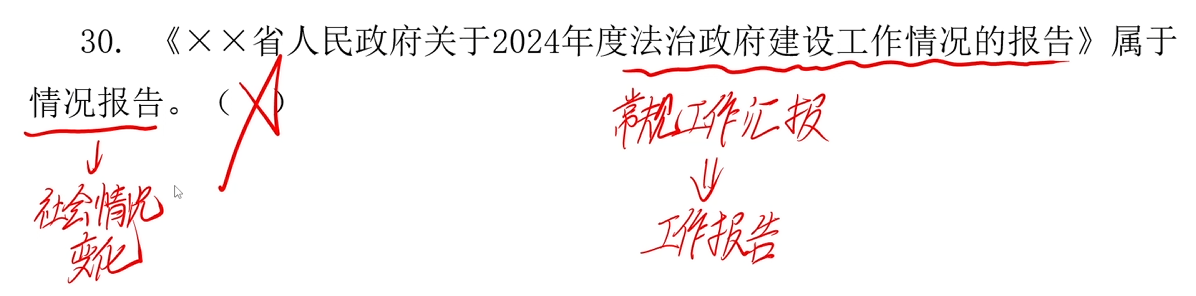 30. 《××省人民政府关于2024年度法治政府建设工作情况的报告》属于
情况报告。（ ）
常规工作汇报
工作报告
社会情况
变化